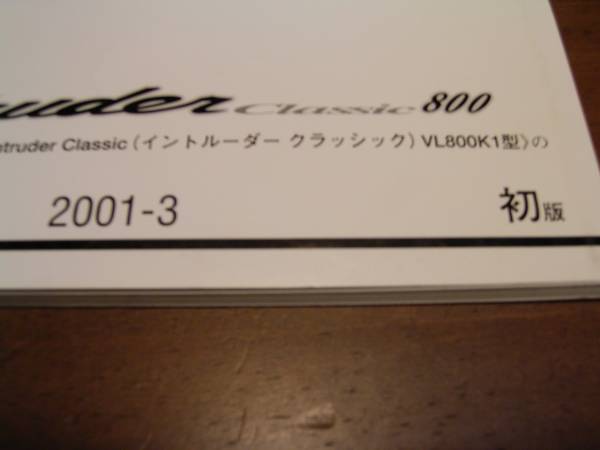 uder Classic 800
ntruder Classic (イントルーダー クラッシック) VL800K1型》の
2001-3 初版